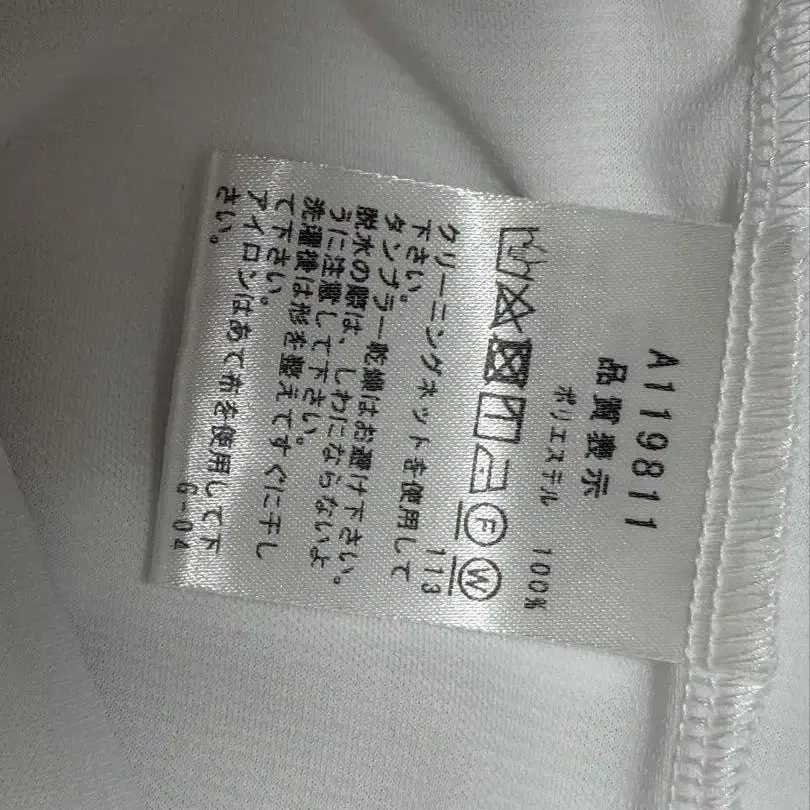 A119811
品質表示
ポリエステル 100%
F W
113
クリーニングネットを使用して
下さい。
タンブラー乾燥はお避け下さい。
脱水の際は、しわにならないよ
うに注意して下さい。
洗濯後は形を整えてすぐに干し
て下さい。
アイロンはあて布を使用して下
さい。
6-04